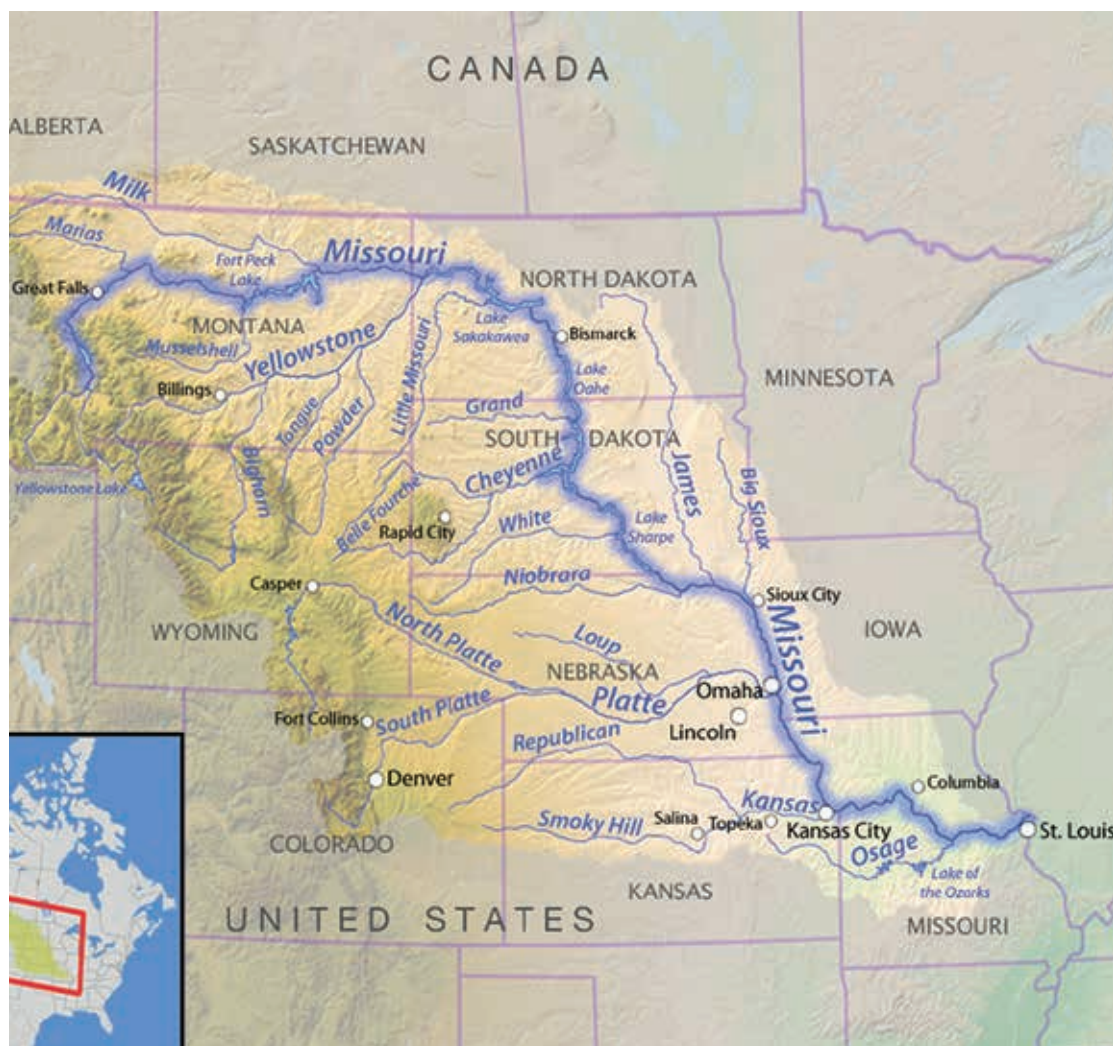 CANADA
ALBERTA
SASKATCHEWAN
Milk
Marias
Missouri
Fort Peck
Lake
NORTH DAKOTA
Great Falls
MONTANA
Lake
Sakakawea
Bismarck
Musselshell
Yellowstone
Little Missouri
Lake
Oahe
MINNESOTA
Billings
Tongue
Powder
Grand
SOUTH DAKOTA
Bighorn
Cheyenne
James
Big Sioux
Yellowstone Lake
Belle Fourche
Rapid City
White
Lake
Sharpe
Casper
Niobrara
Sioux City
WYOMING
North Platte
Loup
Missouri
IOWA
NEBRASKA
Platte
Omaha
Fort Collins
South Platte
Lincoln
Republican
Denver
Columbia
Kansas
Smoky Hill
Salina
Topeka
Kansas City
St. Louis
COLORADO
Osage
Lake of
the Ozarks
KANSAS
UNITED STATES
MISSOURI